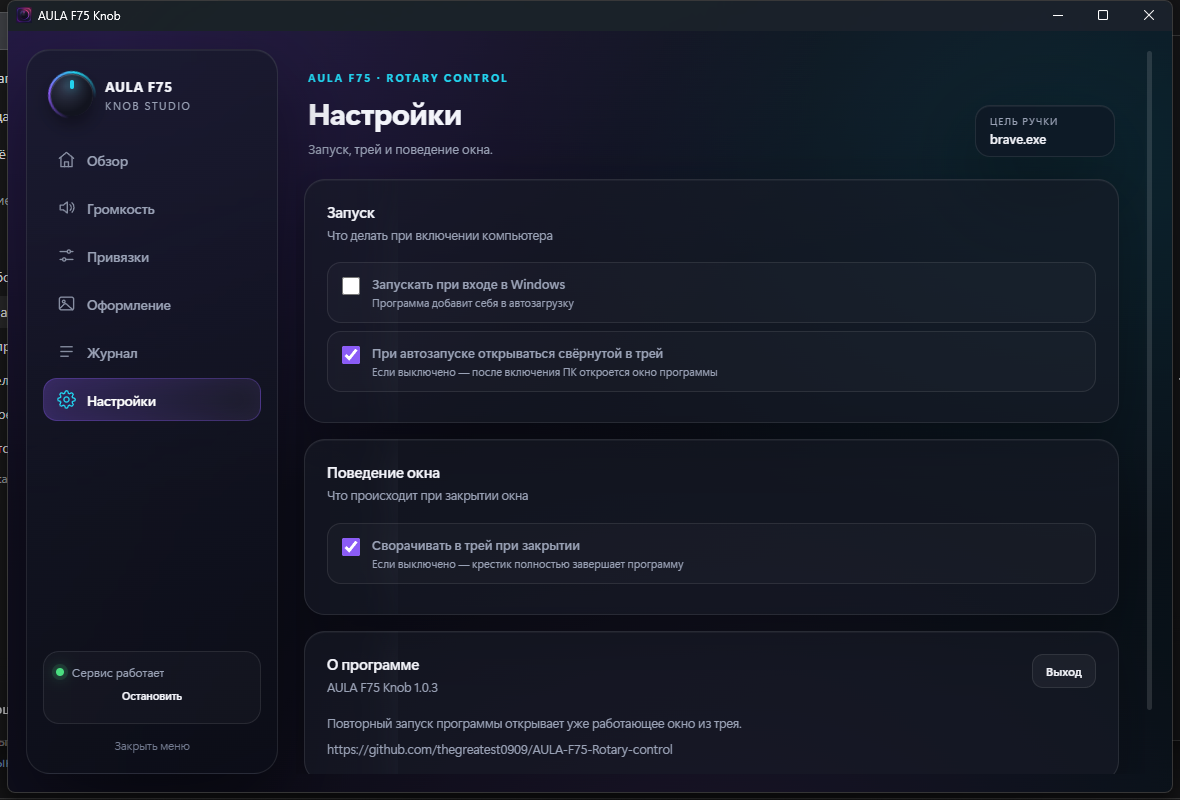 AULA F75 Knob
AULA F75
KNOB STUDIO
Обзор
Громкость
Привязки
Оформление
Журнал
Настройки
Сервис работает
Остановить
Закрыть меню
AULA F75 · ROTARY CONTROL
Настройки
Запуск, трей и поведение окна.
ЦЕЛЬ РУЧКИ
brave.exe
Запуск
Что делать при включении компьютера
Запускать при входе в Windows
Программа добавит себя в автозагрузку
При автозапуске открываться свёрнутой в трей
Если выключено — после включения ПК откроется окно программы
Поведение окна
Что происходит при закрытии окна
Сворачивать в трей при закрытии
Если выключено — крестик полностью завершает программу
О программе
AULA F75 Knob 1.0.3
Выход
Повторный запуск программы открывает уже работающее окно из трея.
https://github.com/thegreatest0909/AULA-F75-Rotary-control